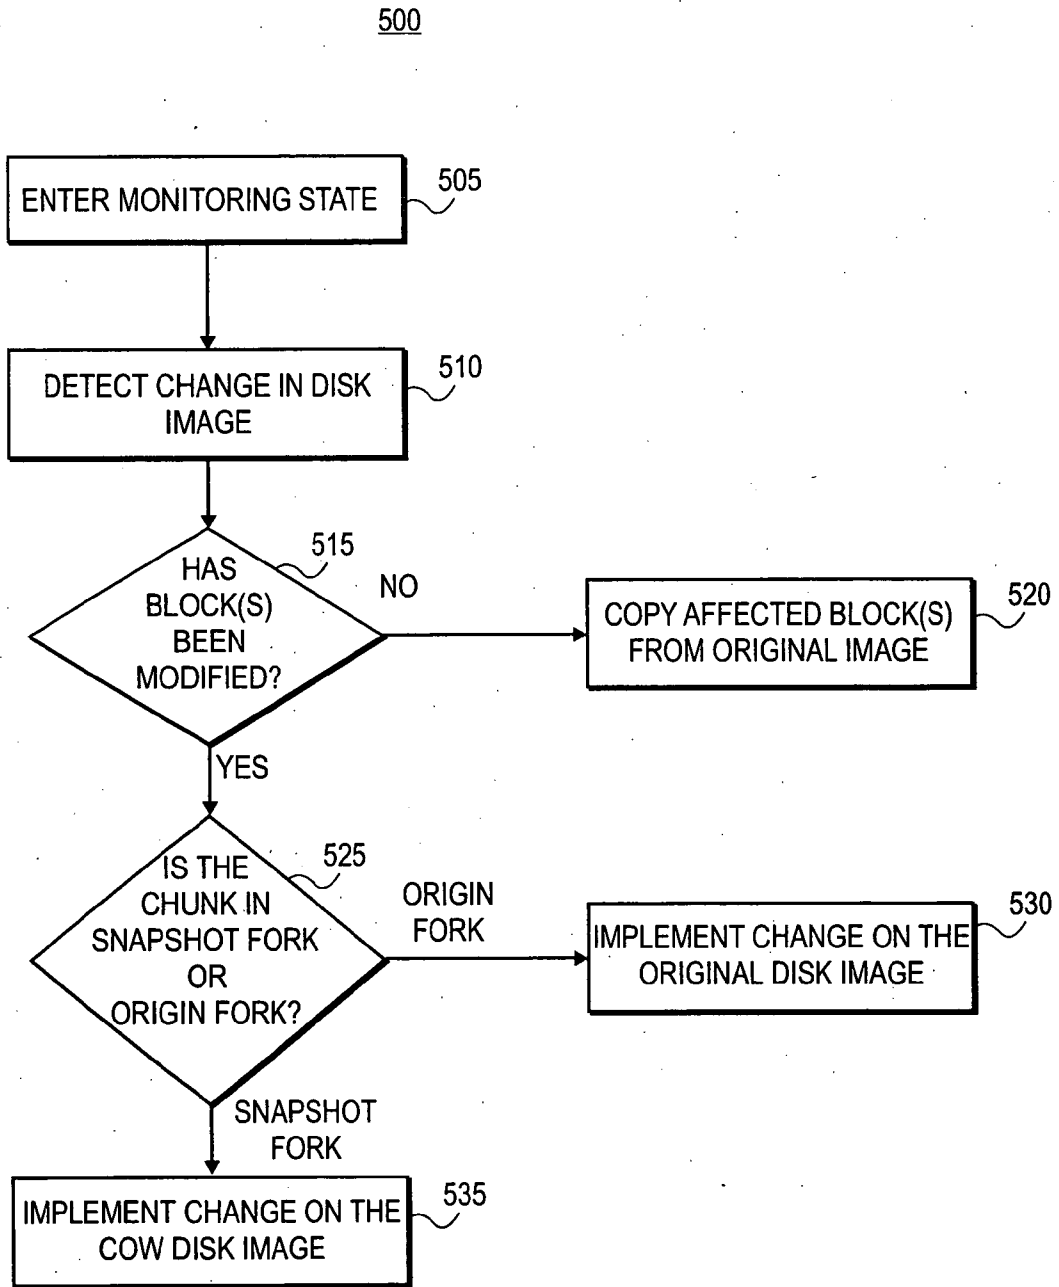 500
ENTER MONITORING STATE
505
DETECT CHANGE IN DISK
IMAGE
510
HAS
BLOCK(S)
BEEN
MODIFIED?
515
NO
COPY AFFECTED BLOCK(S)
FROM ORIGINAL IMAGE
520
YES
IS THE
CHUNK IN
SNAPSHOT FORK
OR
ORIGIN FORK?
525
ORIGIN
FORK
IMPLEMENT CHANGE ON THE
ORIGINAL DISK IMAGE
530
SNAPSHOT
FORK
IMPLEMENT CHANGE ON THE
COW DISK IMAGE
535